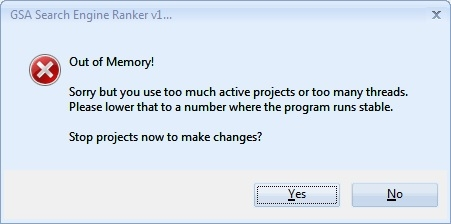 GSA Search Engine Ranker v1...
Out of Memory!
Sorry but you use too much active projects or too many threads.
Please lower that to a number where the program runs stable.
Stop projects now to make changes?
Yes
No